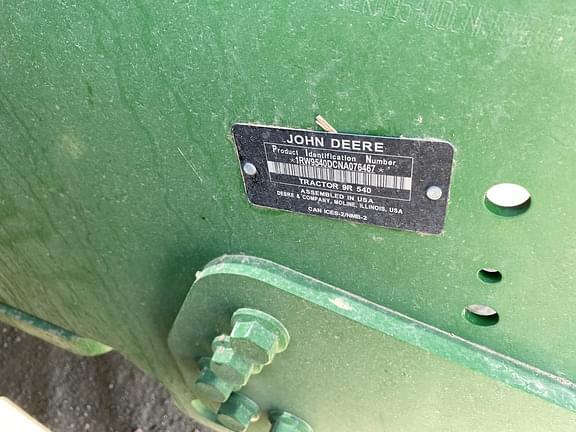 JOHN DEERE
Product Identification Number
*1RW9540DCNA076467*
TRACTOR 9R 540
ASSEMBLED IN USA
DEERE & COMPANY, MOLINE, ILLINOIS, USA
CAN ICES-2/NMB-2